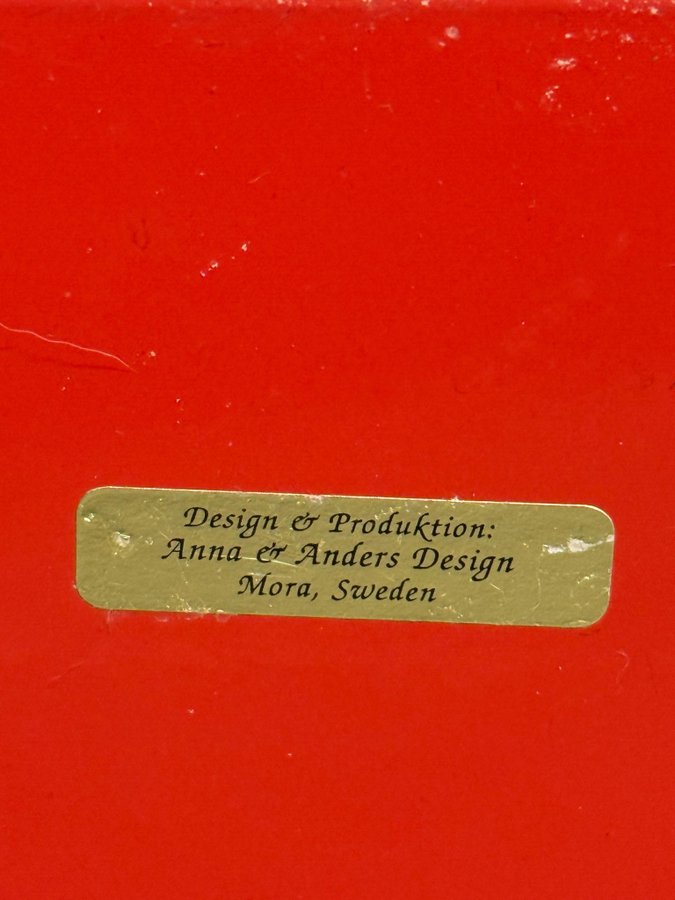 Design & Produktion:
Anna & Anders Design
Mora, Sweden